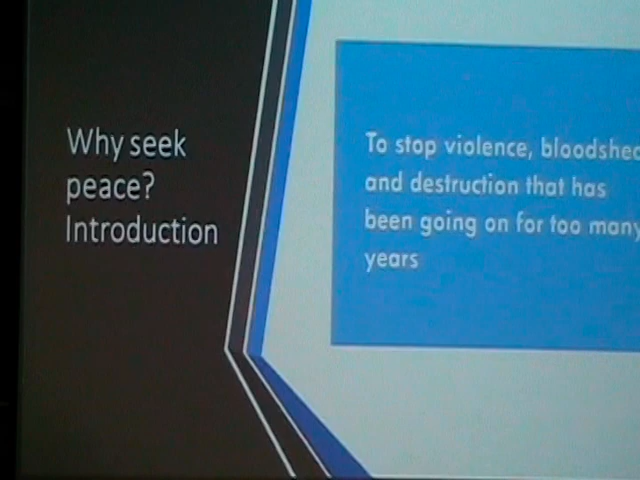 Why seek
peace?
Introduction
To stop violence, bloodshed
and destruction that has
been going on for too many
years